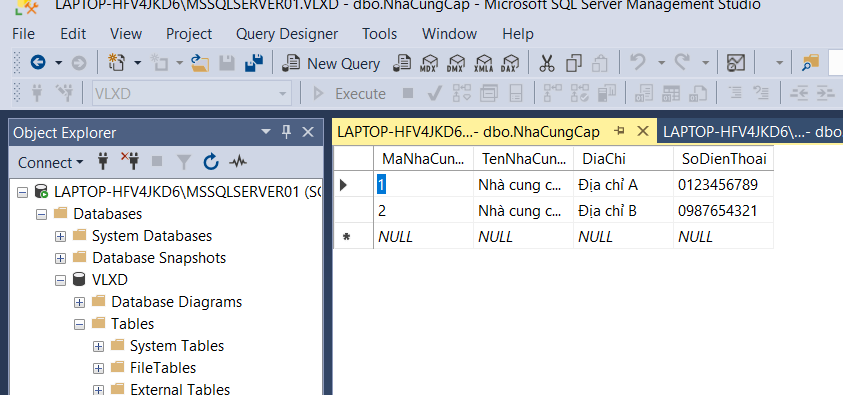 LAPTOP-HFV4JKD6\MSSQLSERVER01.VLXD - dbo.NhaCungCap - Microsoft SQL Server Management Studio
File Edit View Project Query Designer Tools Window Help
New Query MDX DMX XMLA DAX
VLXD Execute
Object Explorer
Connect
LAPTOP-HFV4JKD6\MSSQLSERVER01 (SQ
Databases
System Databases
Database Snapshots
VLXD
Database Diagrams
Tables
System Tables
FileTables
External Tables
LAPTOP-HFV4JKD6...- dbo.NhaCungCap LAPTOP-HFV4JKD6\...- dbo
MaNhaCun... TenNhaCun... DiaChi SoDienThoai
1 Nhà cung c... Địa chỉ A 0123456789
2 Nhà cung c... Địa chỉ B 0987654321
* NULL NULL NULL NULL